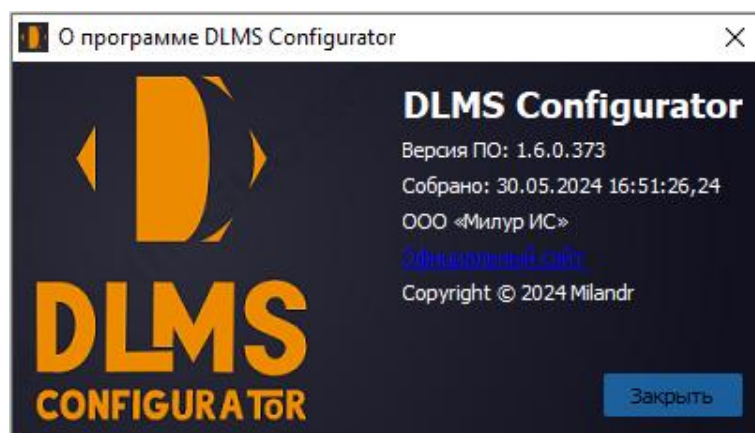 О программе DLMS Configurator
DLMS Configurator
Версия ПО: 1.6.0.373
Собрано: 30.05.2024 16:51:26,24
ООО «Милур ИС»
Официальный сайт
Copyright © 2024 Milandr
DLMS
CONFIGURATOR
Закрыть